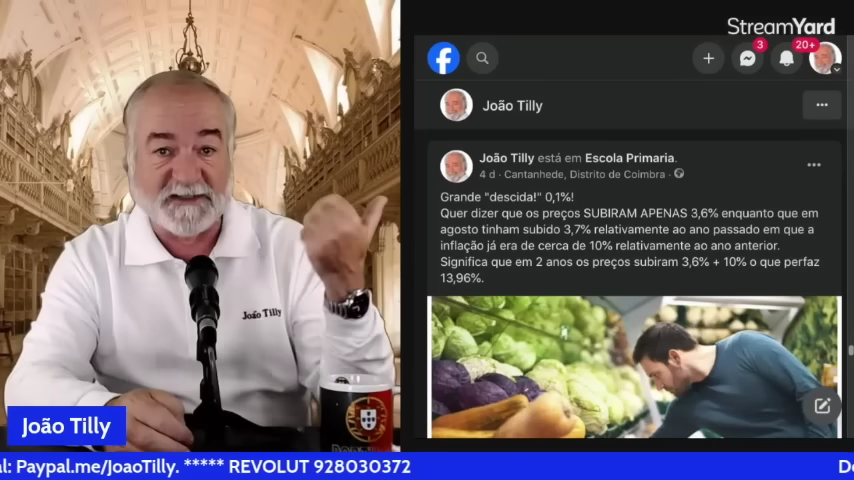 StreamYard
3
20+
João Tilly
João Tilly está em Escola Primaria.
4 d · Cantanhede, Distrito de Coimbra ·
Grande "descida!" 0,1%!
Quer dizer que os preços SUBIRAM APENAS 3,6% enquanto que em
agosto tinham subido 3,7% relativamente ao ano passado em que a
inflação já era de cerca de 10% relativamente ao ano anterior.
Significa que em 2 anos os preços subiram 3,6% + 10% o que perfaz
13,96%.
João Tilly
João Tilly
al: Paypal.me/JoaoTilly. ***** REVOLUT 928030372